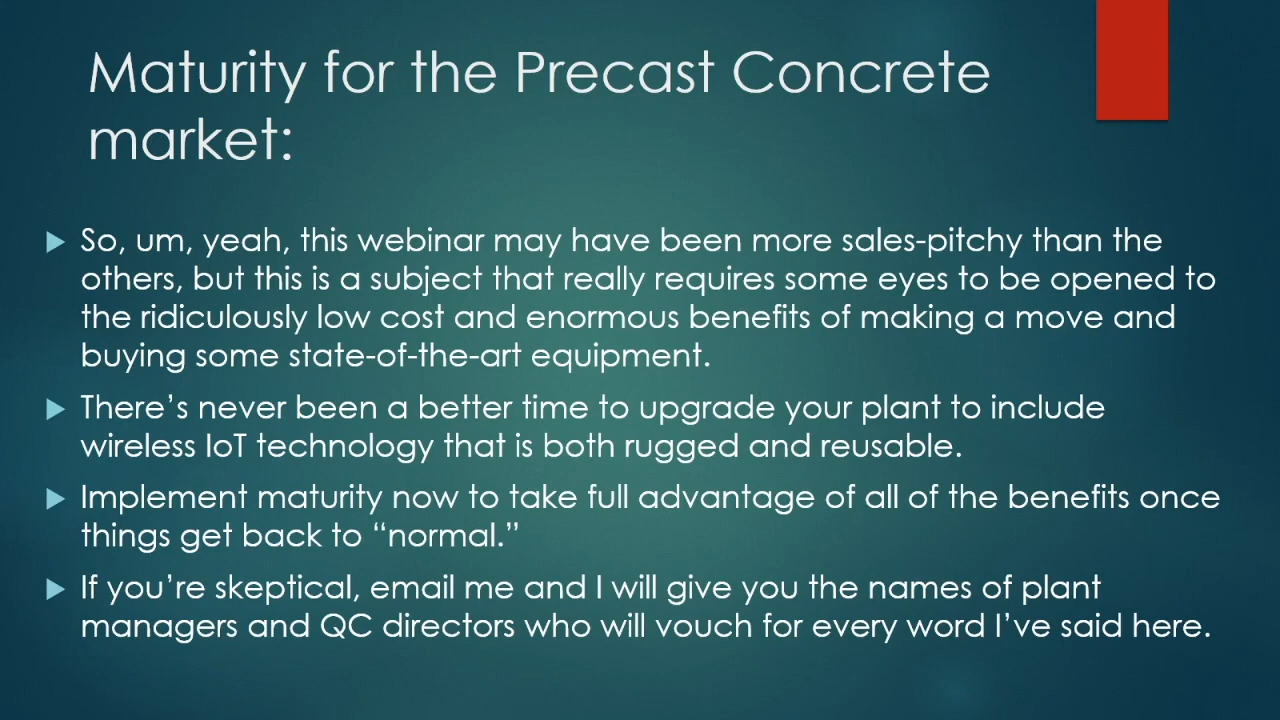 Maturity for the Precast Concrete
market:
So, um, yeah, this webinar may have been more sales-pitchy than the
others, but this is a subject that really requires some eyes to be opened to
the ridiculously low cost and enormous benefits of making a move and
buying some state-of-the-art equipment.
There’s never been a better time to upgrade your plant to include
wireless IoT technology that is both rugged and reusable.
Implement maturity now to take full advantage of all of the benefits once
things get back to “normal.”
If you’re skeptical, email me and I will give you the names of plant
managers and QC directors who will vouch for every word I’ve said here.